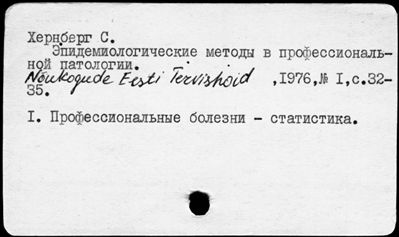 Хернберг С.
Эпидемиологические методы в профессиональ-
ной патологии.
Nõukogude Eesti Tervishoid ,1976,№ I,с.32-
35.
I. Профессиональные болезни - статистика.